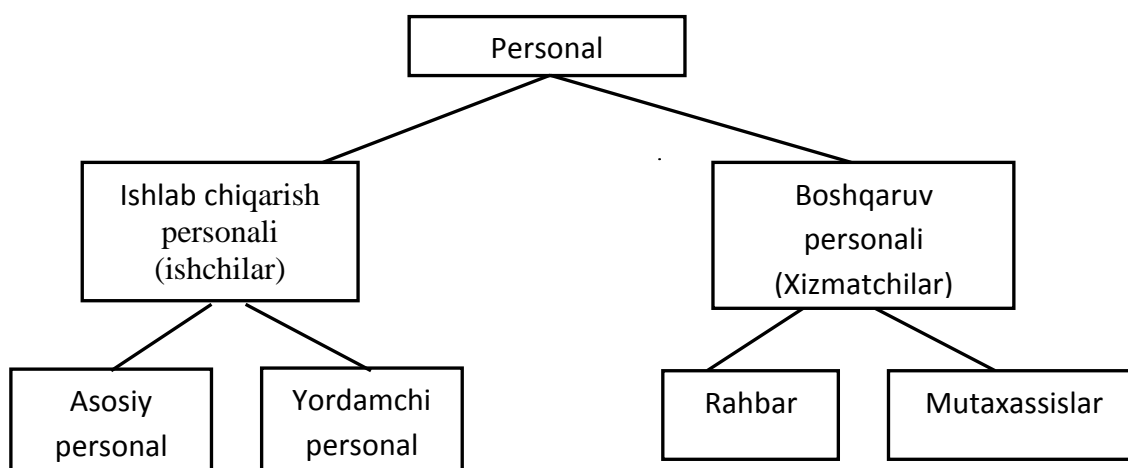 Personal
Ishlab chiqarish
personali
(ishchilar)
Boshqaruv
personali
(Xizmatchilar)
Asosiy
personal
Yordamchi
personal
Rahbar
Mutaxassislar